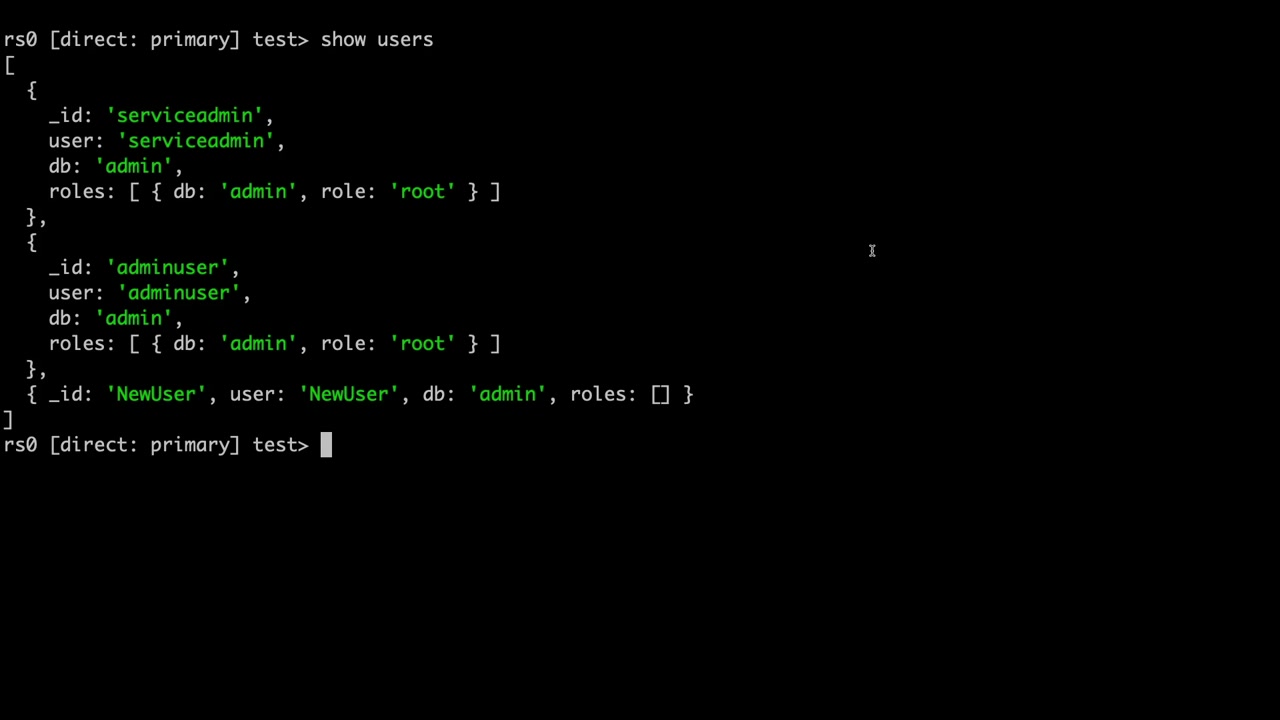 rs0 [direct: primary] test> show users
[
  {
    _id: 'serviceadmin',
    user: 'serviceadmin',
    db: 'admin',
    roles: [ { db: 'admin', role: 'root' } ]
  },
  {
    _id: 'adminuser',
    user: 'adminuser',
    db: 'admin',
    roles: [ { db: 'admin', role: 'root' } ]
  },
  { _id: 'NewUser', user: 'NewUser', db: 'admin', roles: [] }
]
rs0 [direct: primary] test>